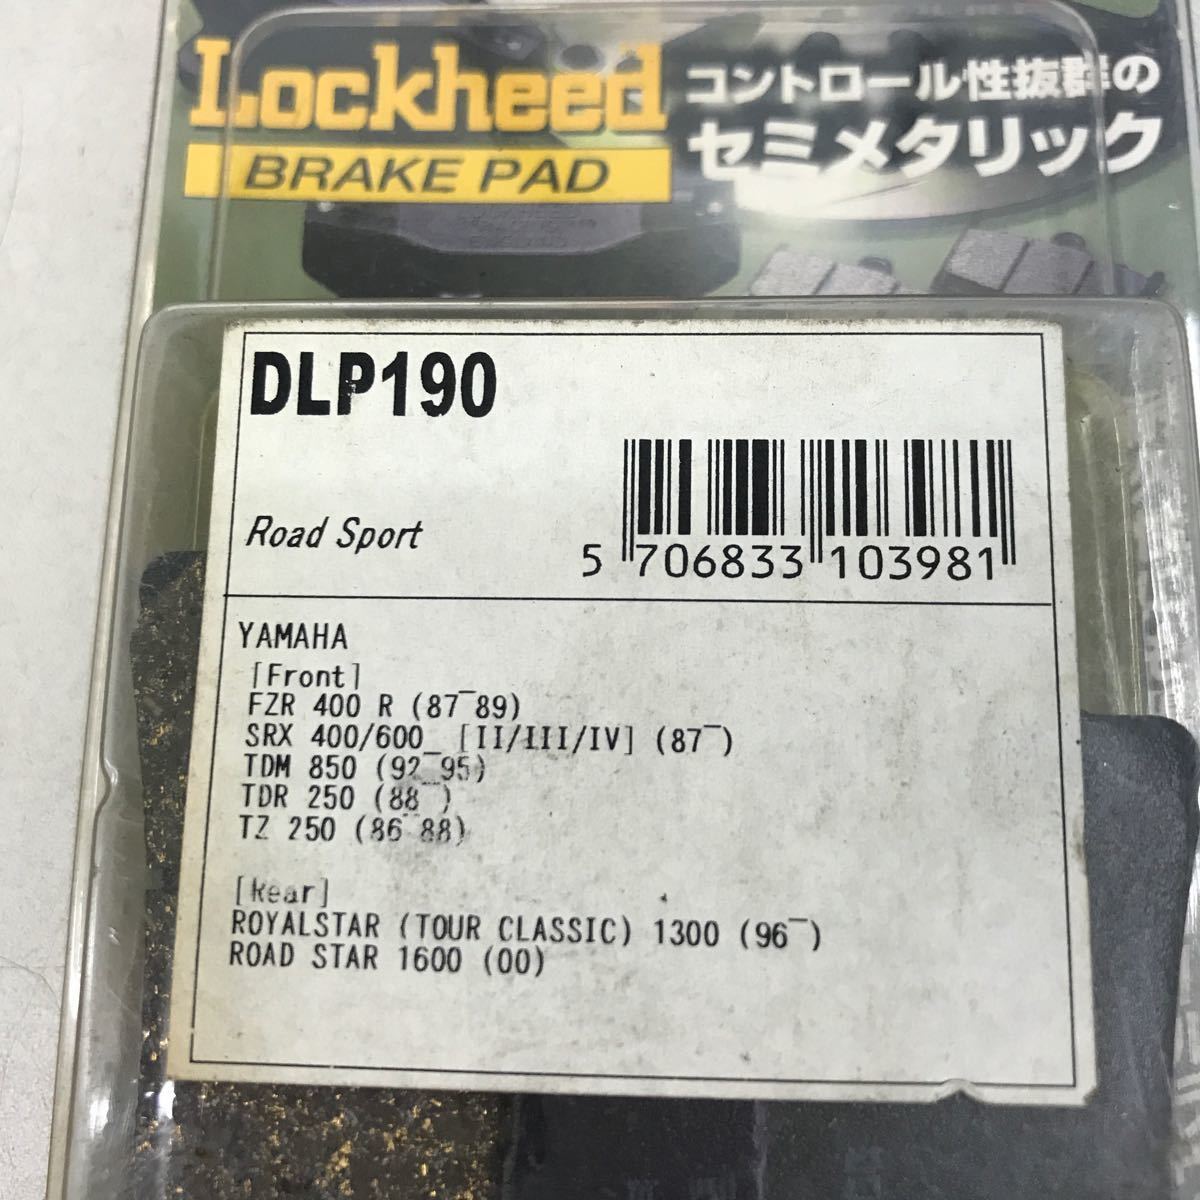 Lockheed
BRAKE PAD
コントロール性抜群の
セミメタリック
LOCKHEED
ENGLAND
DLP190
Road Sport
5 706833 103981
YAMAHA
[Front]
FZR 400 R (87‾89)
SRX 400/600_ [II/III/IV] (87‾)
TDM 850 (92‾95)
TDR 250 (88‾)
TZ 250 (86‾88)
[Rear]
ROYALSTAR (TOUR CLASSIC) 1300 (96‾)
ROAD STAR 1600 (00)